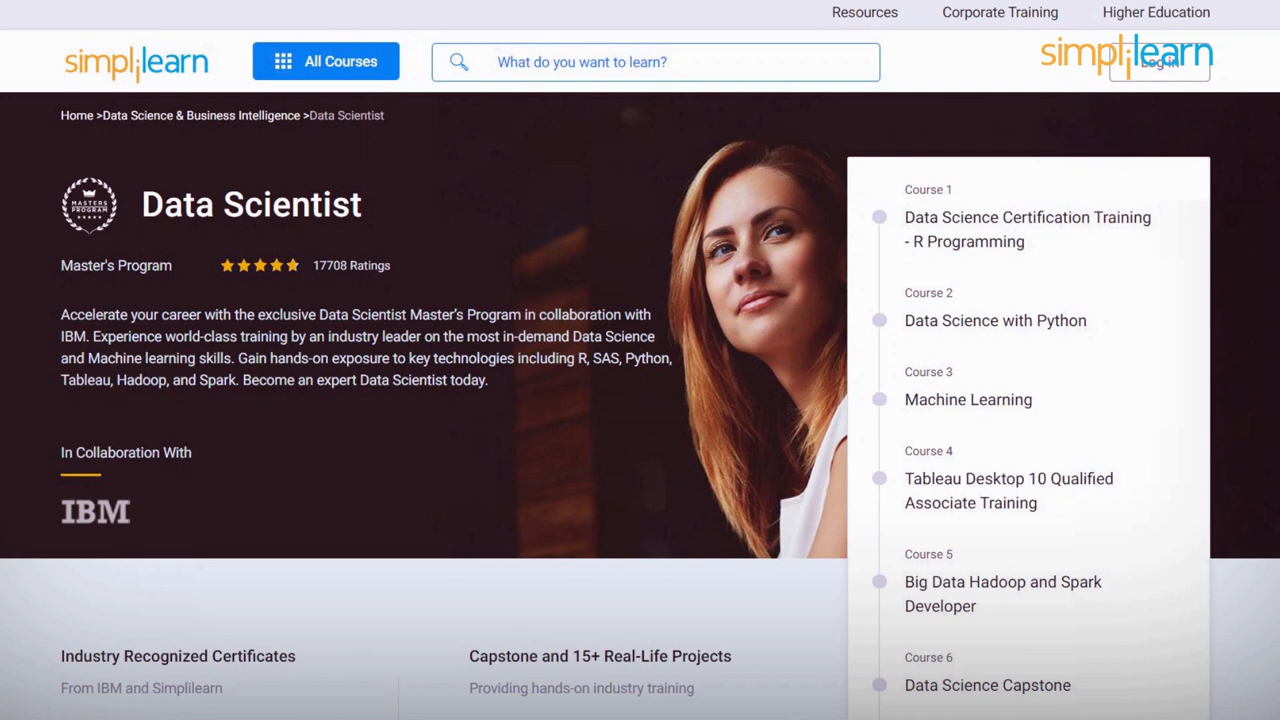 Resources Corporate Training Higher Education
simplilearn All Courses What do you want to learn? simplilearn
Log in
Home >Data Science & Business Intelligence >Data Scientist
MASTERS
PROGRAM
Data Scientist
Master's Program 17708 Ratings
Accelerate your career with the exclusive Data Scientist Master's Program in collaboration with
IBM. Experience world-class training by an industry leader on the most in-demand Data Science
and Machine learning skills. Gain hands-on exposure to key technologies including R, SAS, Python,
Tableau, Hadoop, and Spark. Become an expert Data Scientist today.
In Collaboration With
IBM
Course 1
Data Science Certification Training
- R Programming
Course 2
Data Science with Python
Course 3
Machine Learning
Course 4
Tableau Desktop 10 Qualified
Associate Training
Course 5
Big Data Hadoop and Spark
Developer
Course 6
Data Science Capstone
Industry Recognized Certificates
From IBM and Simplilearn
Capstone and 15+ Real-Life Projects
Providing hands-on industry training